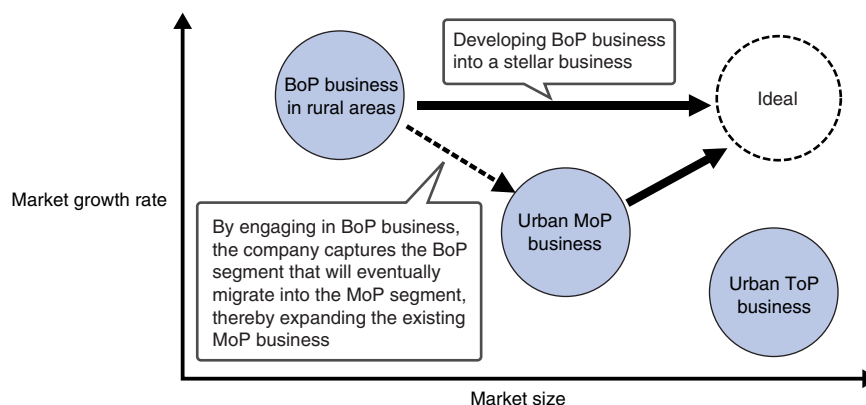 Developing BoP business
into a stellar business
BoP business
in rural areas
Ideal
Market growth rate
By engaging in BoP business,
the company captures the BoP
segment that will eventually
migrate into the MoP segment,
thereby expanding the existing
MoP business
Urban MoP
business
Urban ToP
business
Market size